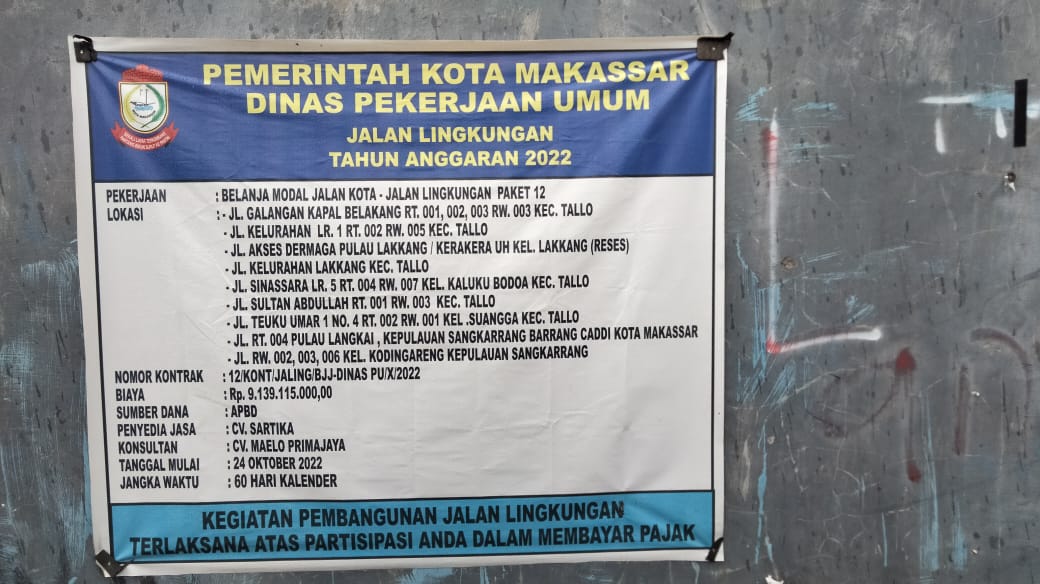 PEMERINTAH KOTA MAKASSAR
DINAS PEKERJAAN UMUM
JALAN LINGKUNGAN
TAHUN ANGGARAN 2022
PEKERJAAN : BELANJA MODAL JALAN KOTA - JALAN LINGKUNGAN PAKET 12
LOKASI : - JL. GALANGAN KAPAL BELAKANG RT. 001, 002, 003 RW. 003 KEC. TALLO
- JL. KELURAHAN LR. 1 RT. 002 RW. 005 KEC. TALLO
- JL. AKSES DERMAGA PULAU LAKKANG / KERAKERA UH KEL. LAKKANG (RESES)
- JL. KELURAHAN LAKKANG KEC. TALLO
- JL. SINASSARA LR. 5 RT. 004 RW. 007 KEL. KALUKU BODOA KEC. TALLO
- JL. SULTAN ABDULLAH RT. 001 RW. 003 KEC. TALLO
- JL. TEUKU UMAR 1 NO. 4 RT. 002 RW. 001 KEL .SUANGGA KEC. TALLO
- JL. RT. 004 PULAU LANGKAI , KEPULAUAN SANGKARRANG BARRANG CADDI KOTA MAKASSAR
- JL. RW. 002, 003, 006 KEL. KODINGARENG KEPULAUAN SANGKARRANG
NOMOR KONTRAK : 12/KONT/JALING/BJJ-DINAS PU/X/2022
BIAYA : Rp. 9.139.115.000,00
SUMBER DANA : APBD
PENYEDIA JASA : CV. SARTIKA
KONSULTAN : CV. MAELO PRIMAJAYA
TANGGAL MULAI : 24 OKTOBER 2022
JANGKA WAKTU : 60 HARI KALENDER
KEGIATAN PEMBANGUNAN JALAN LINGKUNGAN
TERLAKSANA ATAS PARTISIPASI ANDA DALAM MEMBAYAR PAJAK